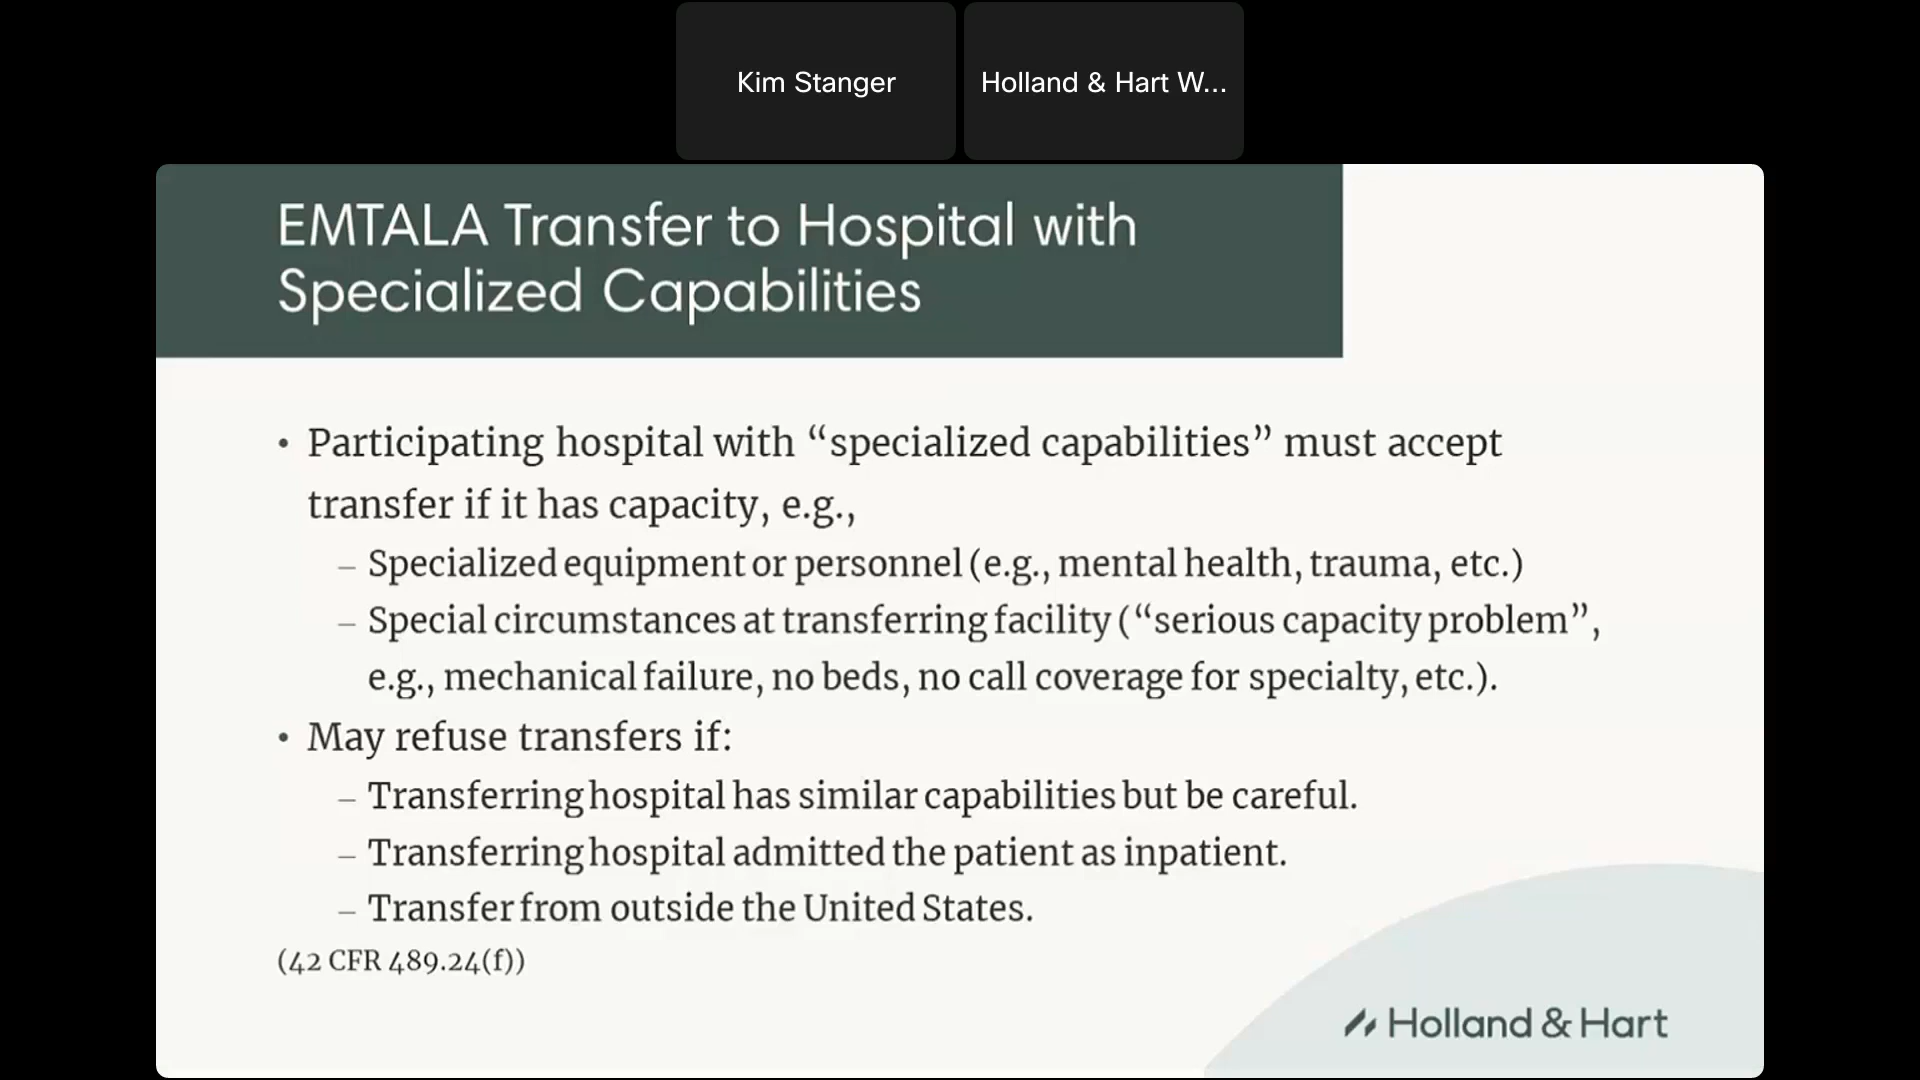 Kim Stanger
Holland & Hart W...
EMTALA Transfer to Hospital with
Specialized Capabilities
• Participating hospital with “specialized capabilities” must accept
transfer if it has capacity, e.g.,
– Specialized equipment or personnel (e.g., mental health, trauma, etc.)
– Special circumstances at transferring facility (“serious capacity problem”,
e.g., mechanical failure, no beds, no call coverage for specialty, etc.).
• May refuse transfers if:
– Transferring hospital has similar capabilities but be careful.
– Transferring hospital admitted the patient as inpatient.
– Transfer from outside the United States.
(42 CFR 489.24(f))
Holland & Hart